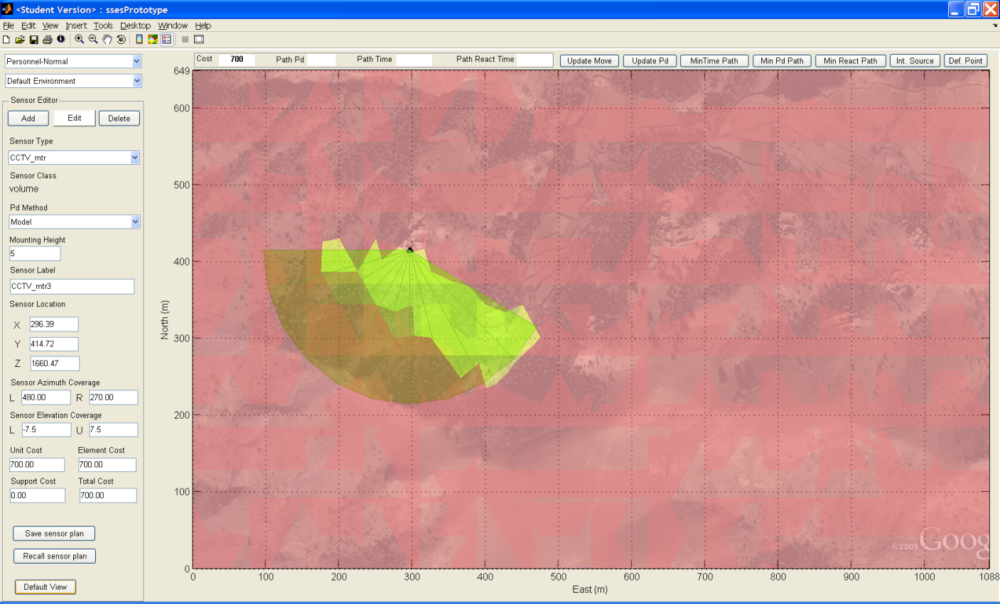 <Student Version> : ssesPrototype
File Edit View Insert Tools Desktop Window Help
Personnel-Normal
Default Environment
Sensor Editor
Add Edit Delete
Sensor Type
CCTV_mtr
Sensor Class
volume
Pd Method
Model
Mounting Height
5
Sensor Label
CCTV_mtr3
Sensor Location
X 296.39
Y 414.72
Z 1660.47
Sensor Azimuth Coverage
L 480.00 R 270.00
Sensor Elevation Coverage
L -7.5 U 7.5
Unit Cost Element Cost
700.00 700.00
Support Cost Total Cost
0.00 700.00
Save sensor plan
Recall sensor plan
Default View
Cost 700 Path Pd Path Time Path React Time
Update Move Update Pd MinTime Path Min Pd Path Min React Path Int. Source Def. Point
649
600
500
400
300
200
100
0
North (m)
0 100 200 300 400 500 600 700 800 900 1000 1088
East (m)
©2009 Goog